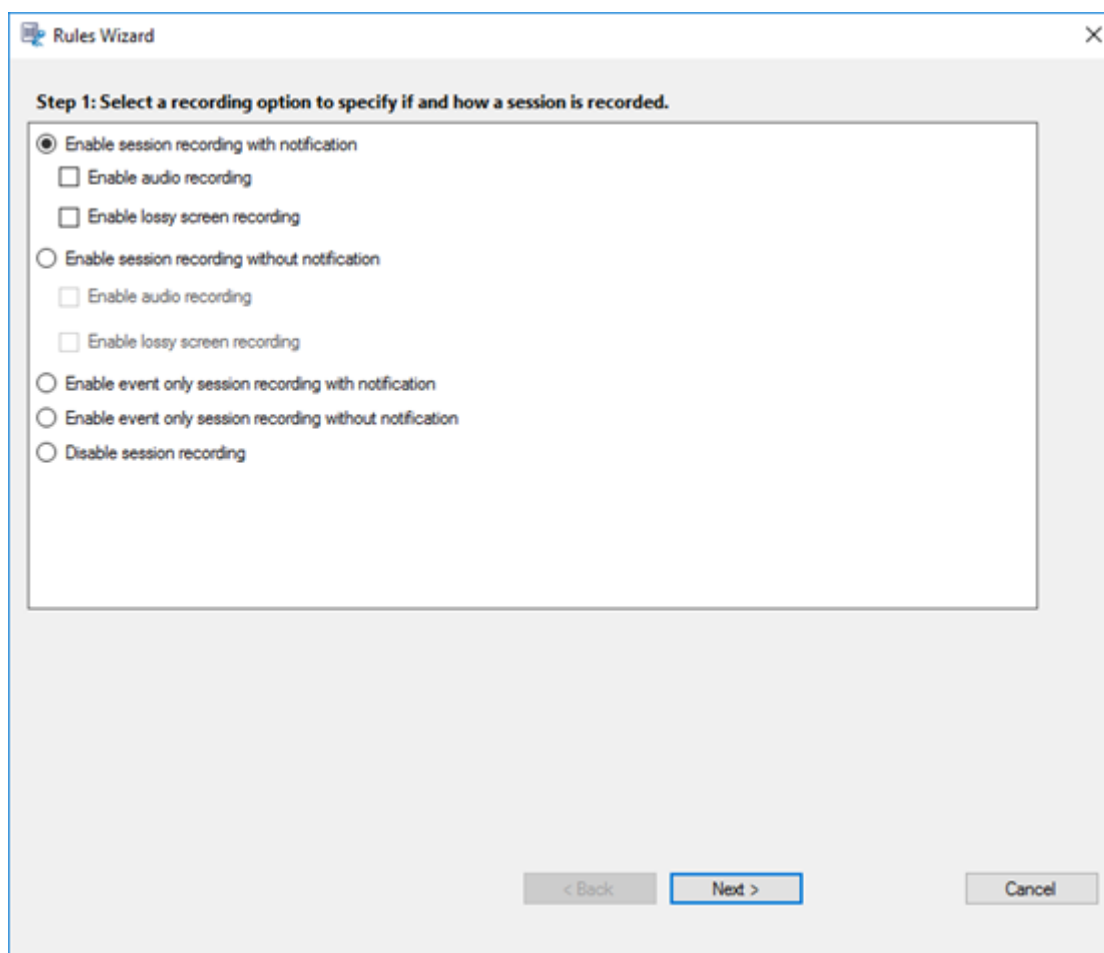 Rules Wizard
Step 1: Select a recording option to specify if and how a session is recorded.
Enable session recording with notification
Enable audio recording
Enable lossy screen recording
Enable session recording without notification
Enable audio recording
Enable lossy screen recording
Enable event only session recording with notification
Enable event only session recording without notification
Disable session recording
< Back
Next >
Cancel